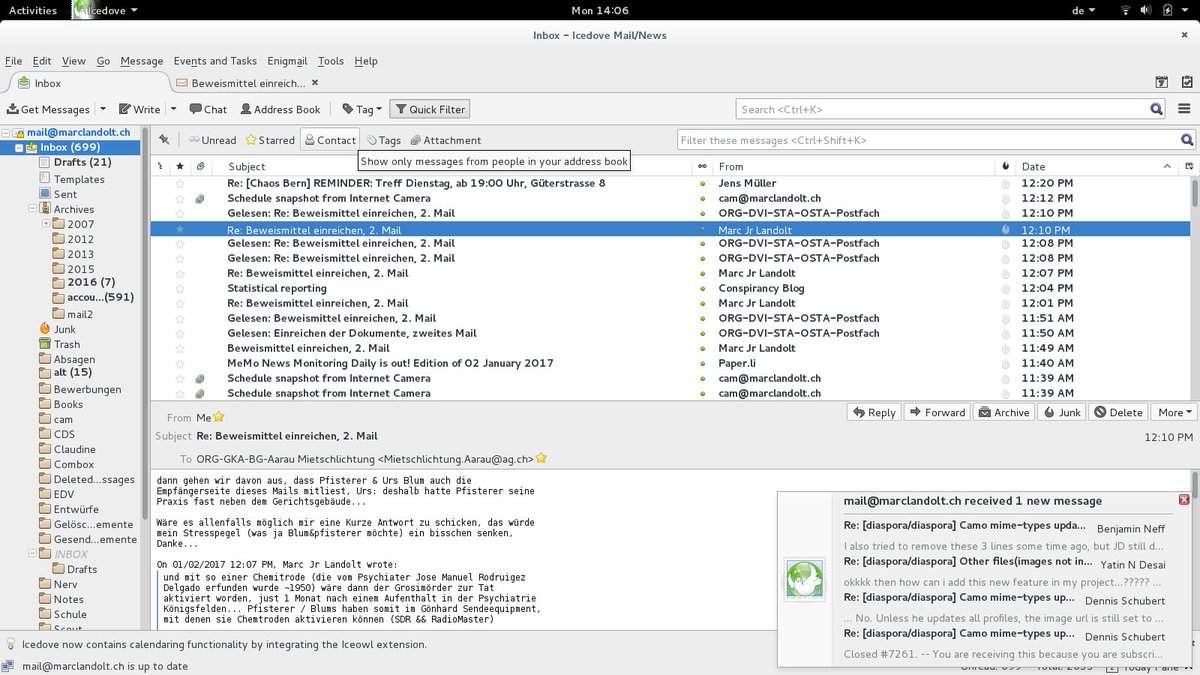 Activities Icedove Mon 14:06 de
Inbox – Icedove Mail/News
File Edit View Go Message Events and Tasks Enigmail Tools Help
Inbox Beweismittel einreich...
Get Messages Write Chat Address Book Tag Quick Filter Search <Ctrl+K>
mail@marclandolt.ch
Inbox (699)
Drafts (21)
Templates
Sent
Archives
2007
2012
2013
2015
2016 (7)
accou...(591)
mail2
Junk
Trash
Absagen
alt (15)
Bewerbungen
Books
cam
CDS
Claudine
Combox
Deleted...ssages
EDV
Entwürfe
Gelösc...emente
Gesend...emente
INBOX
Drafts
Nerv
Notes
Schule
Scout
Unread Starred Contact Tags Attachment Filter these messages <Ctrl+Shift+K>
Show only messages from people in your address book
Subject From Date
Re: [Chaos Bern] REMINDER: Treff Dienstag, ab 19:00 Uhr, Güterstrasse 8 Jens Müller 12:20 PM
Schedule snapshot from Internet Camera cam@marclandolt.ch 12:12 PM
Gelesen: Re: Beweismittel einreichen, 2. Mail ORG-DVI-STA-OSTA-Postfach 12:10 PM
Re: Beweismittel einreichen, 2. Mail Marc Jr Landolt 12:10 PM
Gelesen: Re: Beweismittel einreichen, 2. Mail ORG-DVI-STA-OSTA-Postfach 12:08 PM
Gelesen: Re: Beweismittel einreichen, 2. Mail ORG-DVI-STA-OSTA-Postfach 12:08 PM
Re: Beweismittel einreichen, 2. Mail Marc Jr Landolt 12:07 PM
Statistical reporting Conspirancy Blog 12:04 PM
Re: Beweismittel einreichen, 2. Mail Marc Jr Landolt 12:01 PM
Gelesen: Beweismittel einreichen, 2. Mail ORG-DVI-STA-OSTA-Postfach 11:51 AM
Gelesen: Einreichen der Dokumente, zweites Mail ORG-DVI-STA-OSTA-Postfach 11:50 AM
Beweismittel einreichen, 2. Mail Marc Jr Landolt 11:49 AM
MeMo News Monitoring Daily is out! Edition of 02 January 2017 Paper.li 11:40 AM
Schedule snapshot from Internet Camera cam@marclandolt.ch 11:39 AM
Schedule snapshot from Internet Camera cam@marclandolt.ch 11:39 AM
From Me Reply Forward Archive Junk Delete More
Subject Re: Beweismittel einreichen, 2. Mail 12:10 PM
To ORG-GKA-BG-Aarau Mietschlichtung <Mietschlichtung.Aarau@ag.ch>
dann gehen wir davon aus, dass Pfisterer & Urs Blum auch die
Empfängerseite dieses Mails mitliest, Urs: deshalb hatte Pfisterer seine
Praxis fast neben dem Gerichtsgebäude...
Wäre es allenfalls möglich mir eine Kurze Antwort zu schicken, das würde
mein Stresspegel (was ja Blum&pfisterer möchte) ein bisschen senken,
Danke...
On 01/02/2017 12:07 PM, Marc Jr Landolt wrote:
und mit so einer Chemitrode (die vom Psychiater Jose Manuel Rodruigez
Delgado erfunden wurde ~1950) wäre dann der Grosimörder zur Tat
aktiviert worden, just 1 Monat nach einem Aufenthalt in der Psychiatrie
Königsfelden... Pfisterer / Blums haben somit im Gönhard Sendeequipment,
mit denen sie Chemtroden aktivieren können (SDR && RadioMaster)
mail@marclandolt.ch received 1 new message
Re: [diaspora/diaspora] Camo mime-types upda... Benjamin Neff
I also tried to remove these 3 lines some time ago, but JD still d...
Re: [diaspora/diaspora] Other files(images not in... Yatin N Desai
okkkk then how can i add this new feature in my project...????? ...
Re: [diaspora/diaspora] Camo mime-types up... Dennis Schubert
... No. Unless he updates all profiles, the image url is still set to ...
Re: [diaspora/diaspora] Camo mime-types up... Dennis Schubert
Closed #7261. -- You are receiving this because you are subscri...
Icedove now contains calendaring functionality by integrating the Iceowl extension.
mail@marclandolt.ch is up to date Today Pane